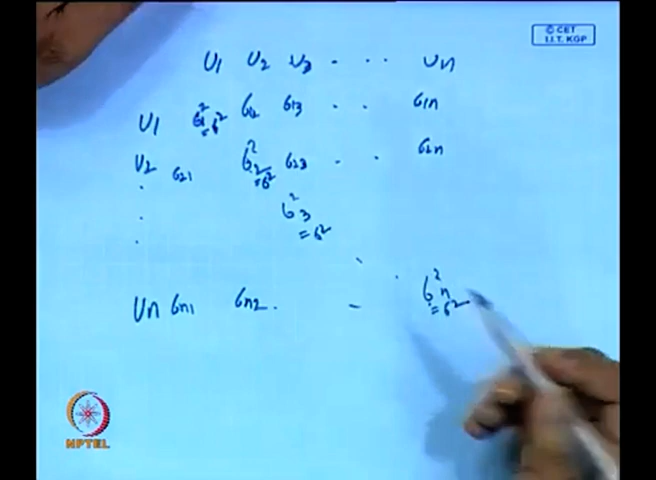 © CET
I.I.T. KGP
U1 U2 U3 . . . Un
U1 σ1² = σ² σ12 σ13 . . σ1n
U2 σ21 σ2² = σ² σ23 . . σ2n
σ3² = σ²
Un σn1 σn2 . - σn² = σ²
NPTEL